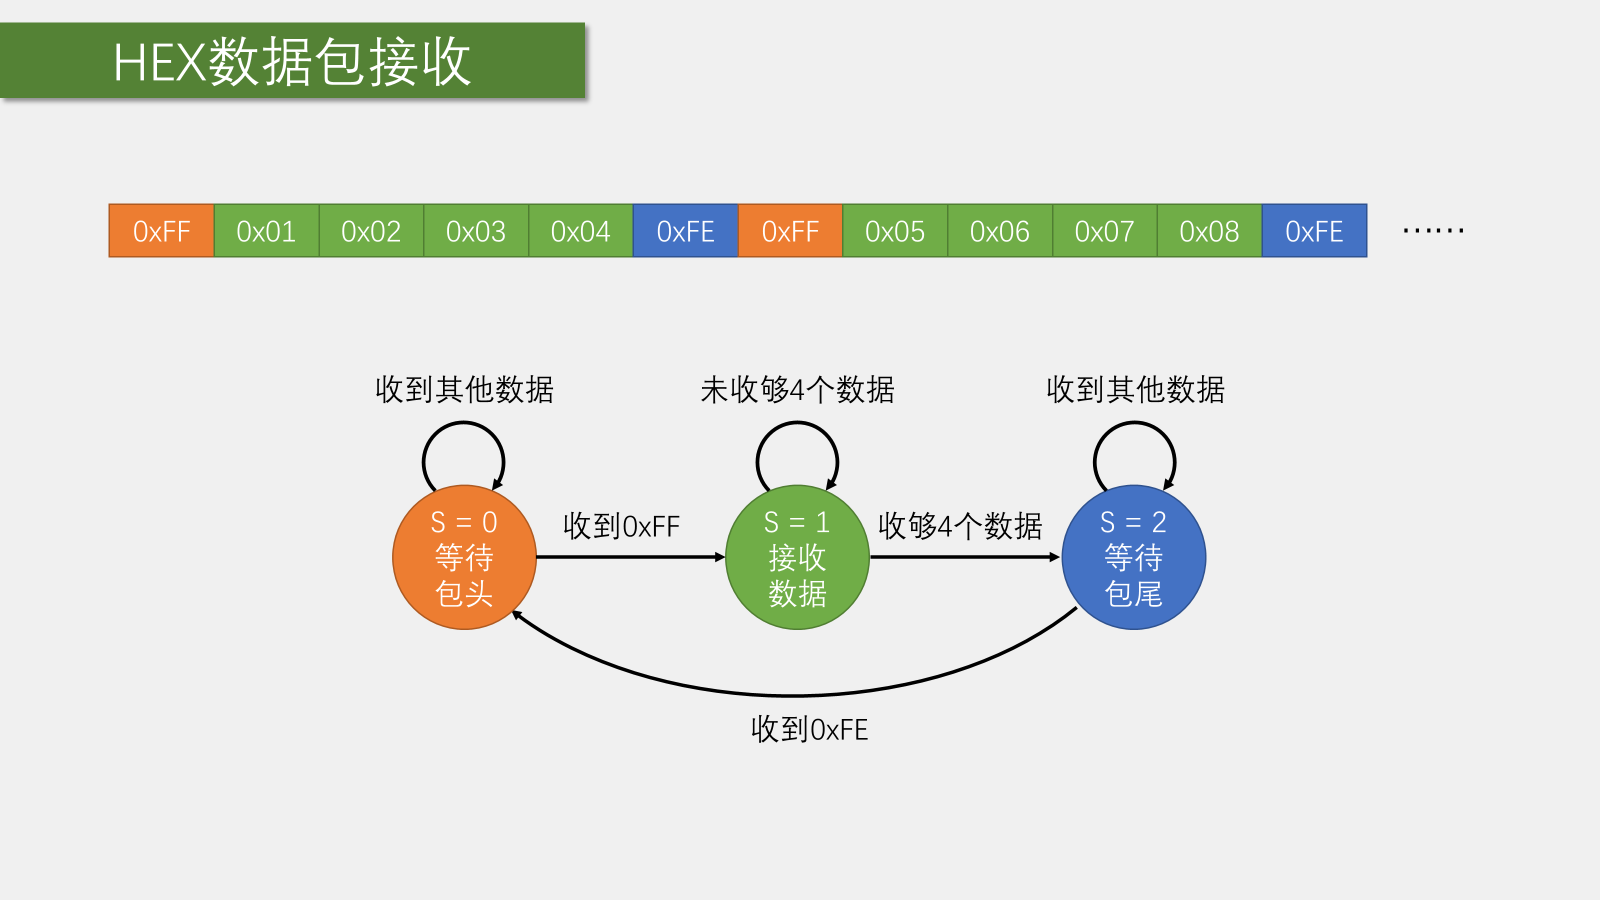 HEX数据包接收
0xFF 0x01 0x02 0x03 0x04 0xFE 0xFF 0x05 0x06 0x07 0x08 0xFE ……
收到其他数据
未收够4个数据
收到其他数据
S = 0
等待
包头
收到0xFF
S = 1
接收
数据
收够4个数据
S = 2
等待
包尾
收到0xFE